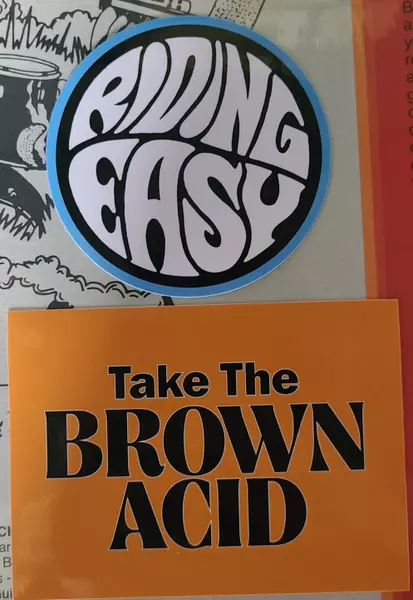 RIDING
EASY
Take The
BROWN
ACID